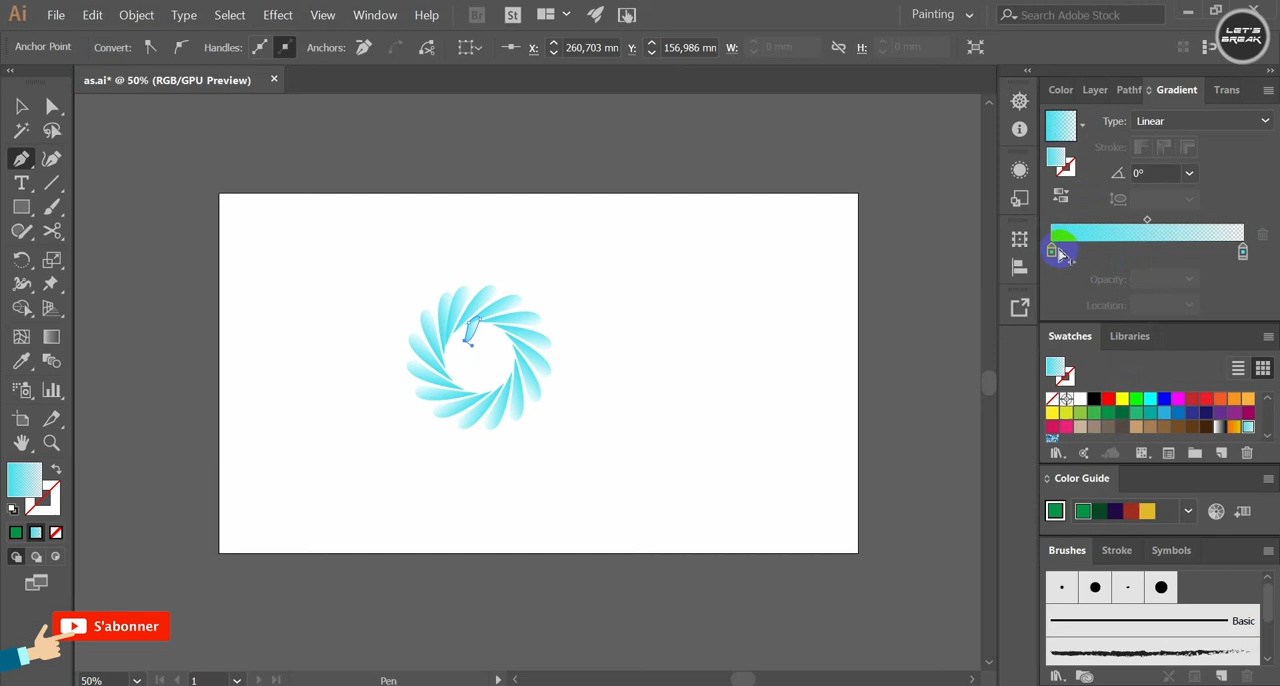 Ai File Edit Object Type Select Effect View Window Help Br St Painting Search Adobe Stock
LET'S BREAK
Anchor Point Convert: Handles: Anchors: X: 260,703 mn Y: 156,986 mn W: 0 mm H: 0 mm
as.ai* @ 50% (RGB/GPU Preview)
Color Layer Pathf Gradient Trans
Type: Linear
Stroke:
0°
Opacity:
Location:
Swatches Libraries
Color Guide
Brushes Stroke Symbols
Basic
S'abonner
50% 1 Pen